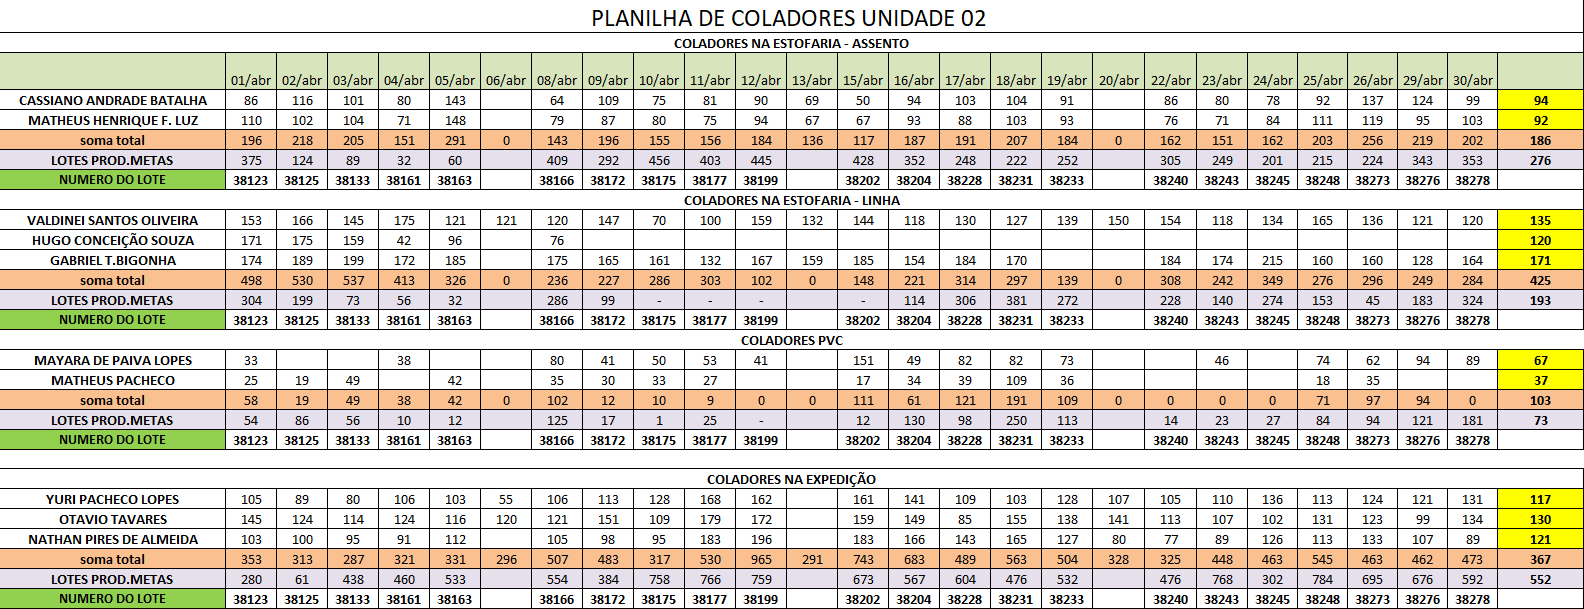 PLANILHA DE COLADORES UNIDADE 02
COLADORES NA ESTOFARIA - ASSENTO
01/abr 02/abr 03/abr 04/abr 05/abr 06/abr 08/abr 09/abr 10/abr 11/abr 12/abr 13/abr 15/abr 16/abr 17/abr 18/abr 19/abr 20/abr 22/abr 23/abr 24/abr 25/abr 26/abr 29/abr 30/abr
CASSIANO ANDRADE BATALHA 86 116 101 80 143 64 109 75 81 90 69 50 94 103 104 91 86 80 78 92 137 124 99 94
MATHEUS HENRIQUE F. LUZ 110 102 104 71 148 79 87 80 75 94 67 67 93 88 103 93 76 71 84 111 119 95 103 92
soma total 196 218 205 151 291 0 143 196 155 156 184 136 117 187 191 207 184 0 162 151 162 203 256 219 202 186
LOTES PROD.METAS 375 124 89 32 60 409 292 456 403 445 428 352 248 222 252 305 249 201 215 224 343 353 276
NUMERO DO LOTE 38123 38125 38133 38161 38163 38166 38172 38175 38177 38199 38202 38204 38228 38231 38233 38240 38243 38245 38248 38273 38276 38278
COLADORES NA ESTOFARIA - LINHA
VALDINEI SANTOS OLIVEIRA 153 166 145 175 121 121 120 147 70 100 159 132 144 118 130 127 139 150 154 118 134 165 136 121 120 135
HUGO CONCEIÇÃO SOUZA 171 175 159 42 96 76 120
GABRIEL T.BIGONHA 174 189 199 172 185 175 165 161 132 167 159 185 154 184 170 184 174 215 160 160 128 164 171
soma total 498 530 537 413 326 0 236 227 286 303 102 0 148 221 314 297 139 0 308 242 349 276 296 249 284 425
LOTES PROD.METAS 304 199 73 56 32 286 99 - - - - 114 306 381 272 228 140 274 153 45 183 324 193
NUMERO DO LOTE 38123 38125 38133 38161 38163 38166 38172 38175 38177 38199 38202 38204 38228 38231 38233 38240 38243 38245 38248 38273 38276 38278
COLADORES PVC
MAYARA DE PAIVA LOPES 33 38 80 41 50 53 41 151 49 82 82 73 46 74 62 94 89 67
MATHEUS PACHECO 25 19 49 42 35 30 33 27 17 34 39 109 36 18 35 37
soma total 58 19 49 38 42 0 102 12 10 9 0 0 111 61 121 191 109 0 0 0 0 71 97 94 0 103
LOTES PROD.METAS 54 86 56 10 12 125 17 1 25 - 12 130 98 250 113 14 23 27 84 94 121 181 73
NUMERO DO LOTE 38123 38125 38133 38161 38163 38166 38172 38175 38177 38199 38202 38204 38228 38231 38233 38240 38243 38245 38248 38273 38276 38278
COLADORES NA EXPEDIÇÃO
YURI PACHECO LOPES 105 89 80 106 103 55 106 113 128 168 162 161 141 109 103 128 107 105 110 136 113 124 121 131 117
OTAVIO TAVARES 145 124 114 124 116 120 121 151 109 179 172 159 149 85 155 138 141 113 107 102 131 123 99 134 130
NATHAN PIRES DE ALMEIDA 103 100 95 91 112 105 98 95 183 196 183 166 143 165 127 80 77 89 126 113 133 107 89 121
soma total 353 313 287 321 331 296 507 483 317 530 965 291 743 683 489 563 504 328 325 448 463 545 463 462 473 367
LOTES PROD.METAS 280 61 438 460 533 554 384 758 766 759 673 567 604 476 532 476 768 302 784 695 676 592 552
NUMERO DO LOTE 38123 38125 38133 38161 38163 38166 38172 38175 38177 38199 38202 38204 38228 38231 38233 38240 38243 38245 38248 38273 38276 38278